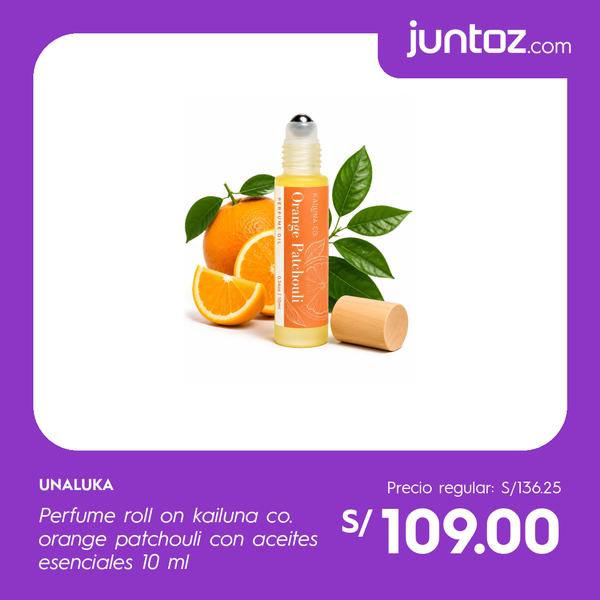 juntoz.com
KAILUNA CO.
Orange Patchouli
PERFUME OIL
UNALUKA
Perfume roll on kailuna co.
orange patchouli con aceites
esenciales 10 ml
Precio regular: S/136.25
S/ 109.00